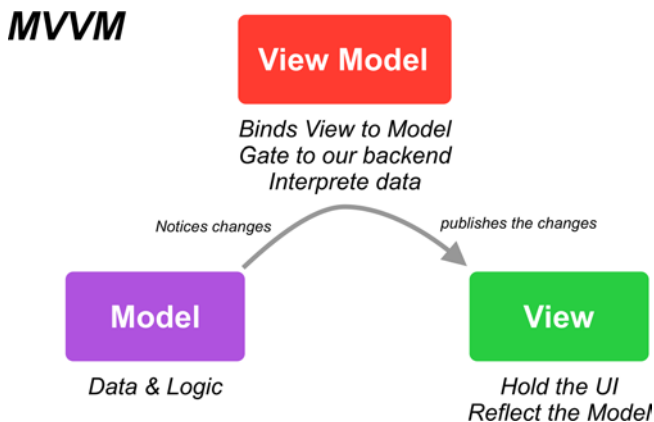 MVVM
View Model
Binds View to Model
Gate to our backend
Interprete data
Notices changes
publishes the changes
Model
View
Data & Logic
Hold the UI
Reflect the Model